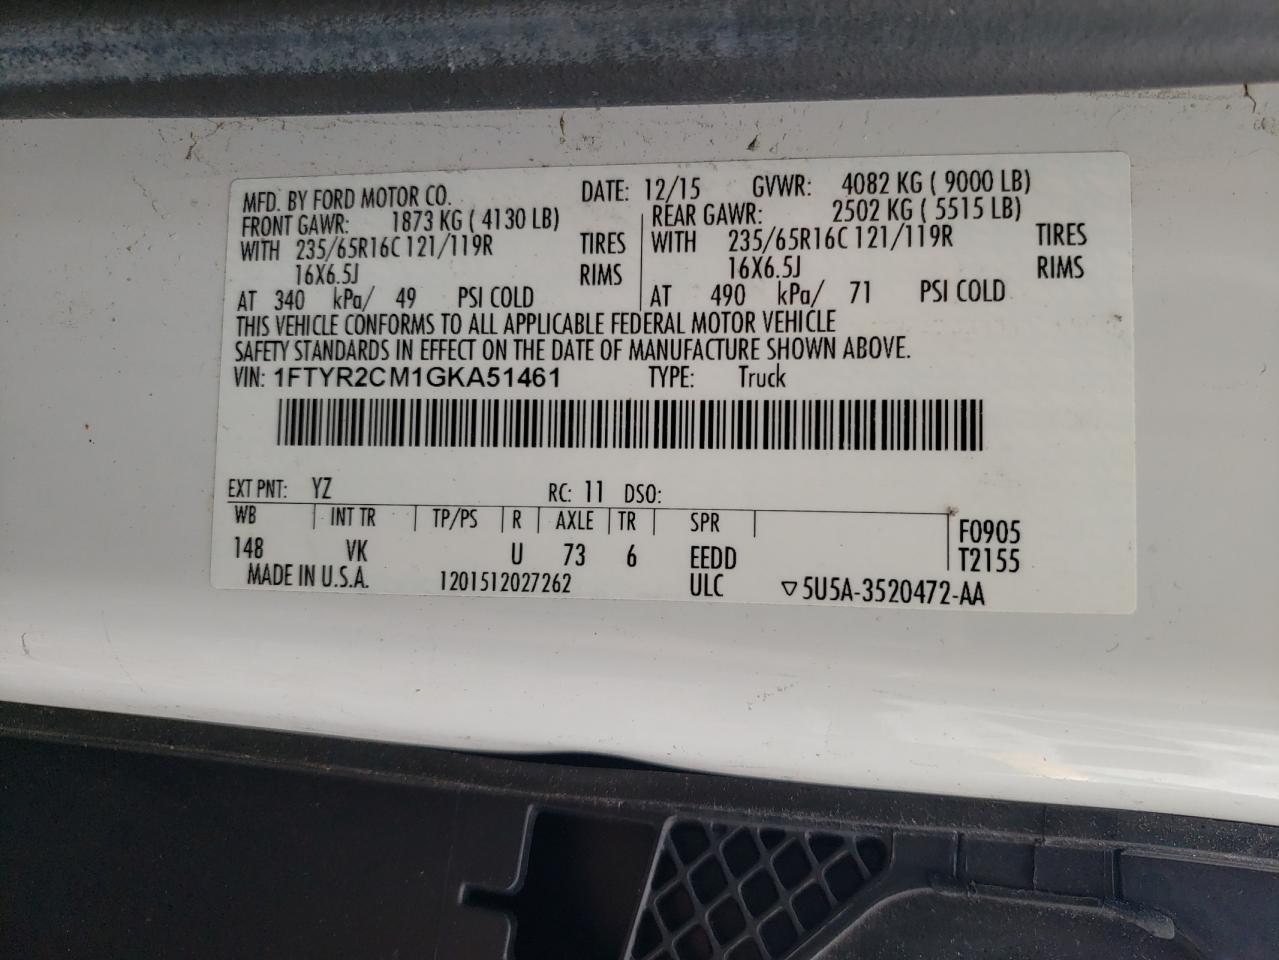 MFD. BY FORD MOTOR CO. DATE: 12/15 GVWR: 4082 KG ( 9000 LB)
FRONT GAWR: 1873 KG ( 4130 LB) REAR GAWR: 2502 KG ( 5515 LB)
WITH 235/65R16C 121/119R TIRES WITH 235/65R16C 121/119R TIRES
16X6.5J RIMS 16X6.5J RIMS
AT 340 kPa/ 49 PSI COLD AT 490 kPa/ 71 PSI COLD
THIS VEHICLE CONFORMS TO ALL APPLICABLE FEDERAL MOTOR VEHICLE
SAFETY STANDARDS IN EFFECT ON THE DATE OF MANUFACTURE SHOWN ABOVE.
VIN: 1FTYR2CM1GKA51461 TYPE: Truck
EXT PNT: YZ RC: 11 DSO:
WB INT TR TP/PS R AXLE TR SPR F0905
148 VK U 73 6 EEDD T2155
MADE IN U.S.A. 1201512027262 ULC ▽5U5A-3520472-AA